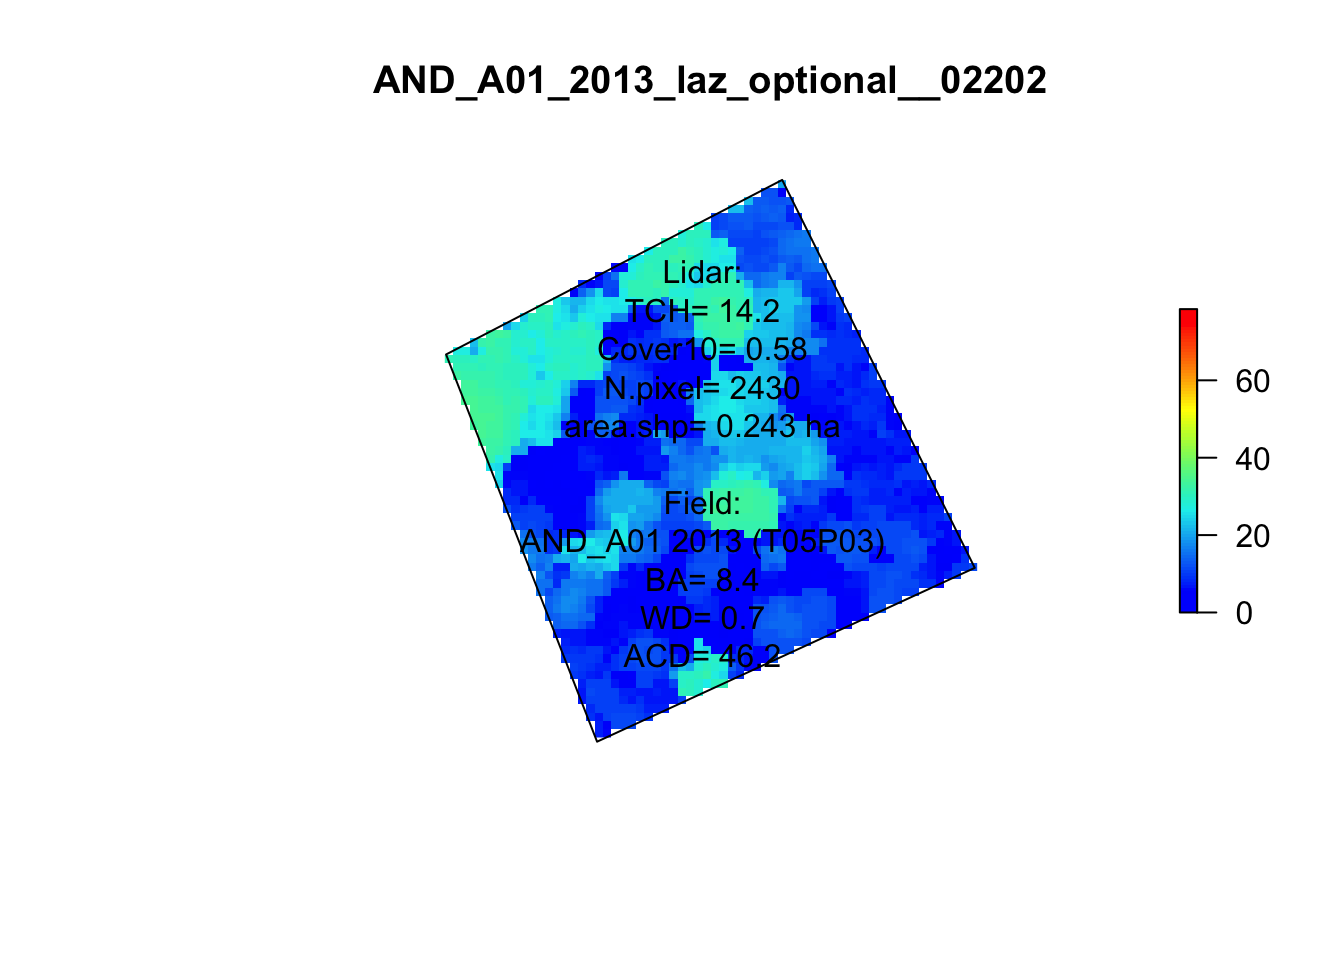 AND_A01_2013_laz_optional__02202
Lidar:
TCH= 14.2
Cover10= 0.58
N.pixel= 2430
area.shp= 0.243 ha
Field:
AND_A01 2013 (T05P03)
BA= 8.4
WD= 0.7
ACD= 46.2
60
40
20
0